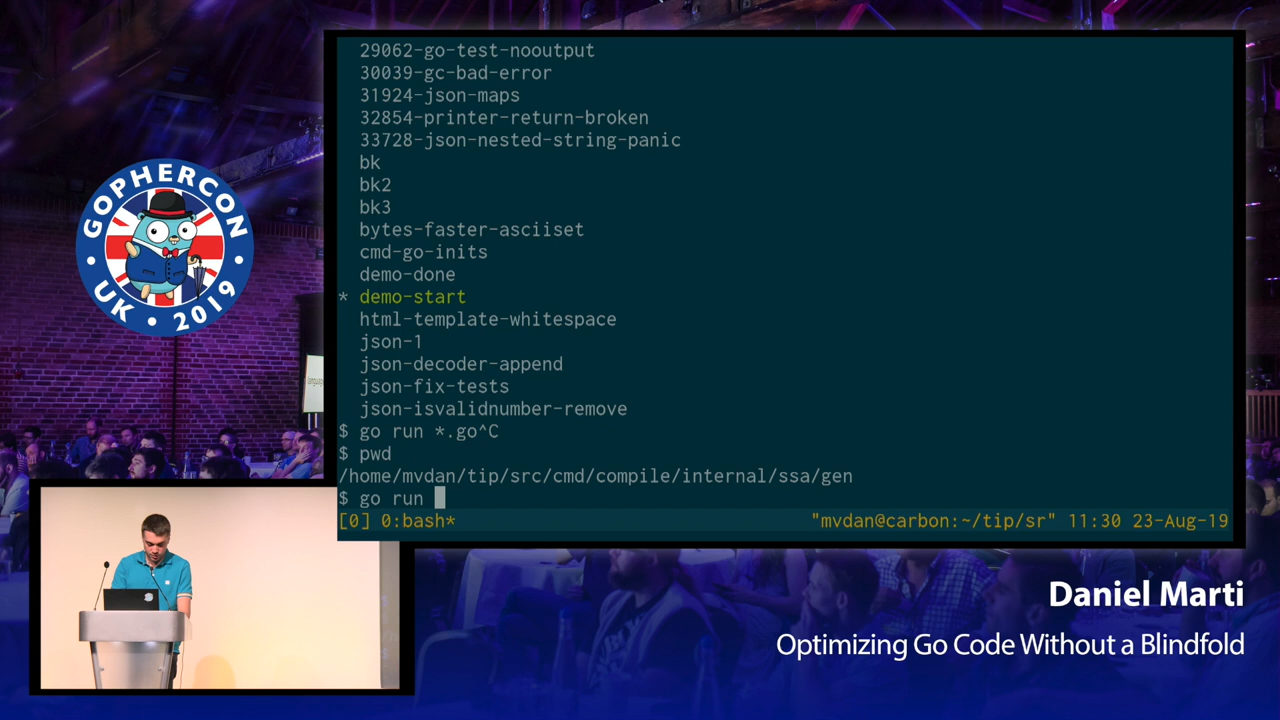 29062-go-test-nooutput
30039-gc-bad-error
31924-json-maps
32854-printer-return-broken
33728-json-nested-string-panic
bk
bk2
bk3
bytes-faster-asciiset
cmd-go-inits
demo-done
* demo-start
html-template-whitespace
json-1
json-decoder-append
json-fix-tests
json-isvalidnumber-remove
$ go run *.go^C
$ pwd
/home/mvdan/tip/src/cmd/compile/internal/ssa/gen
$ go run
[0] 0:bash* "mvdan@carbon:~/tip/sr" 11:30 23-Aug-19
GOPHERCON
UK • 2019
Daniel Marti
Optimizing Go Code Without a Blindfold